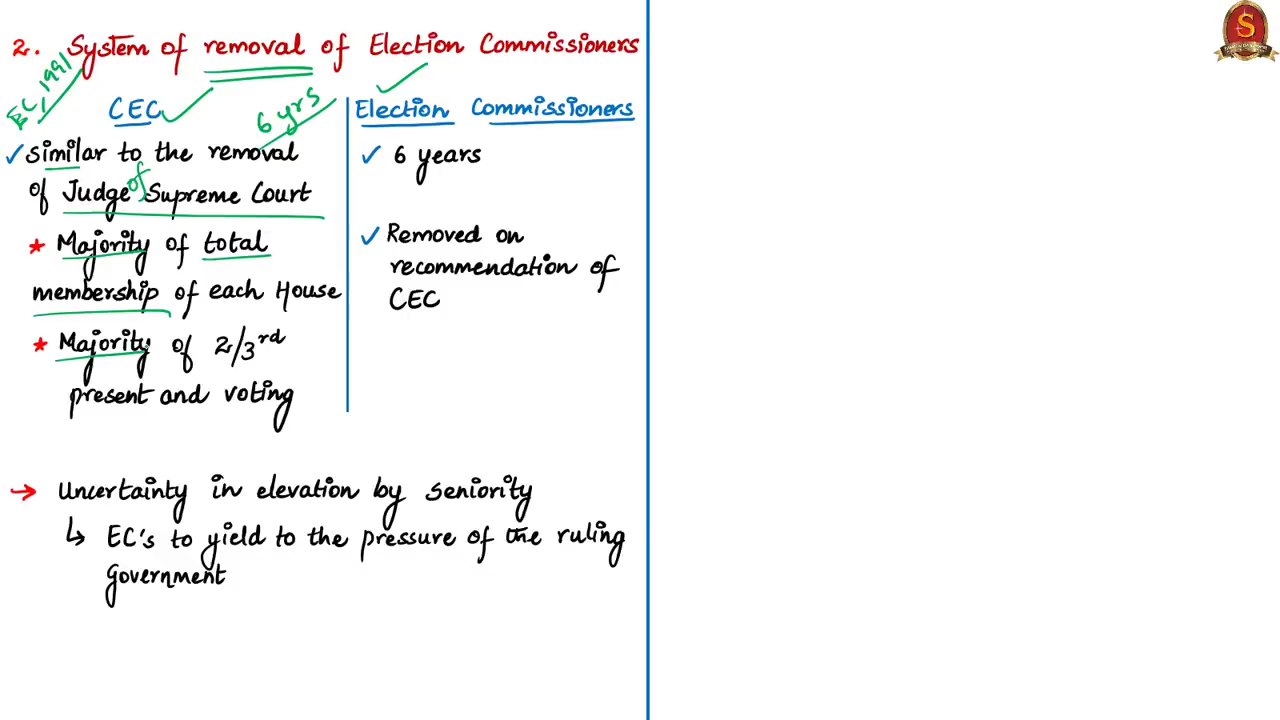 2. System of removal of Election Commissioners
EC, 1991
CEC
6 yrs
Similar to the removal
of Judge of Supreme Court
* Majority of total
membership of each House
* Majority of 2/3rd
present and voting
Election Commissioners
✓ 6 years
✓ Removed on
recommendation of
CEC
→ Uncertainty in elevation by seniority
↳ EC's to yield to the pressure of the ruling
government
S